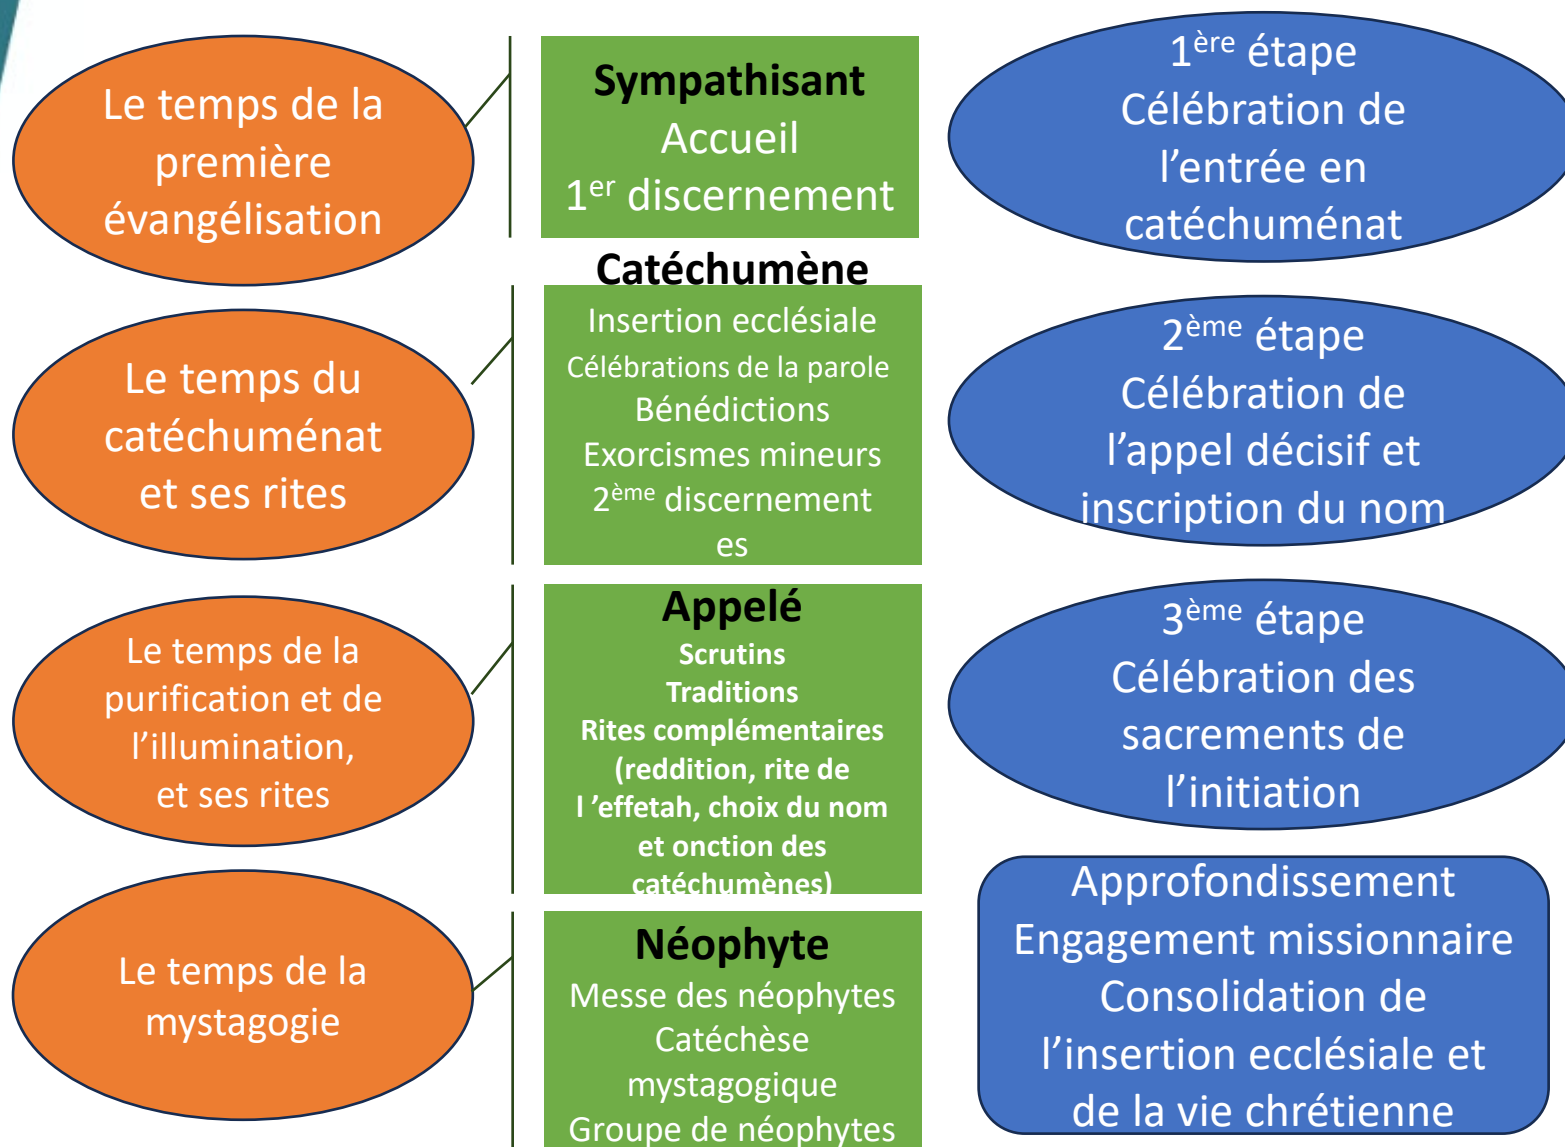 Le temps de la
première
évangélisation
Sympathisant
Accueil
1er discernement
1ère étape
Célébration de
l’entrée en
catéchuménat
Le temps du
catéchuménat
et ses rites
Catéchumène
Insertion ecclésiale
Célébrations de la parole
Bénédictions
Exorcismes mineurs
2ème discernement
es
2ème étape
Célébration de
l’appel décisif et
inscription du nom
Le temps de la
purification et de
l’illumination,
et ses rites
Appelé
Scrutins
Traditions
Rites complémentaires
(reddition, rite de
l ’effetah, choix du nom
et onction des
catéchumènes)
3ème étape
Célébration des
sacrements de
l’initiation
Le temps de la
mystagogie
Néophyte
Messe des néophytes
Catéchèse
mystagogique
Groupe de néophytes
Approfondissement
Engagement missionnaire
Consolidation de
l’insertion ecclésiale et
de la vie chrétienne